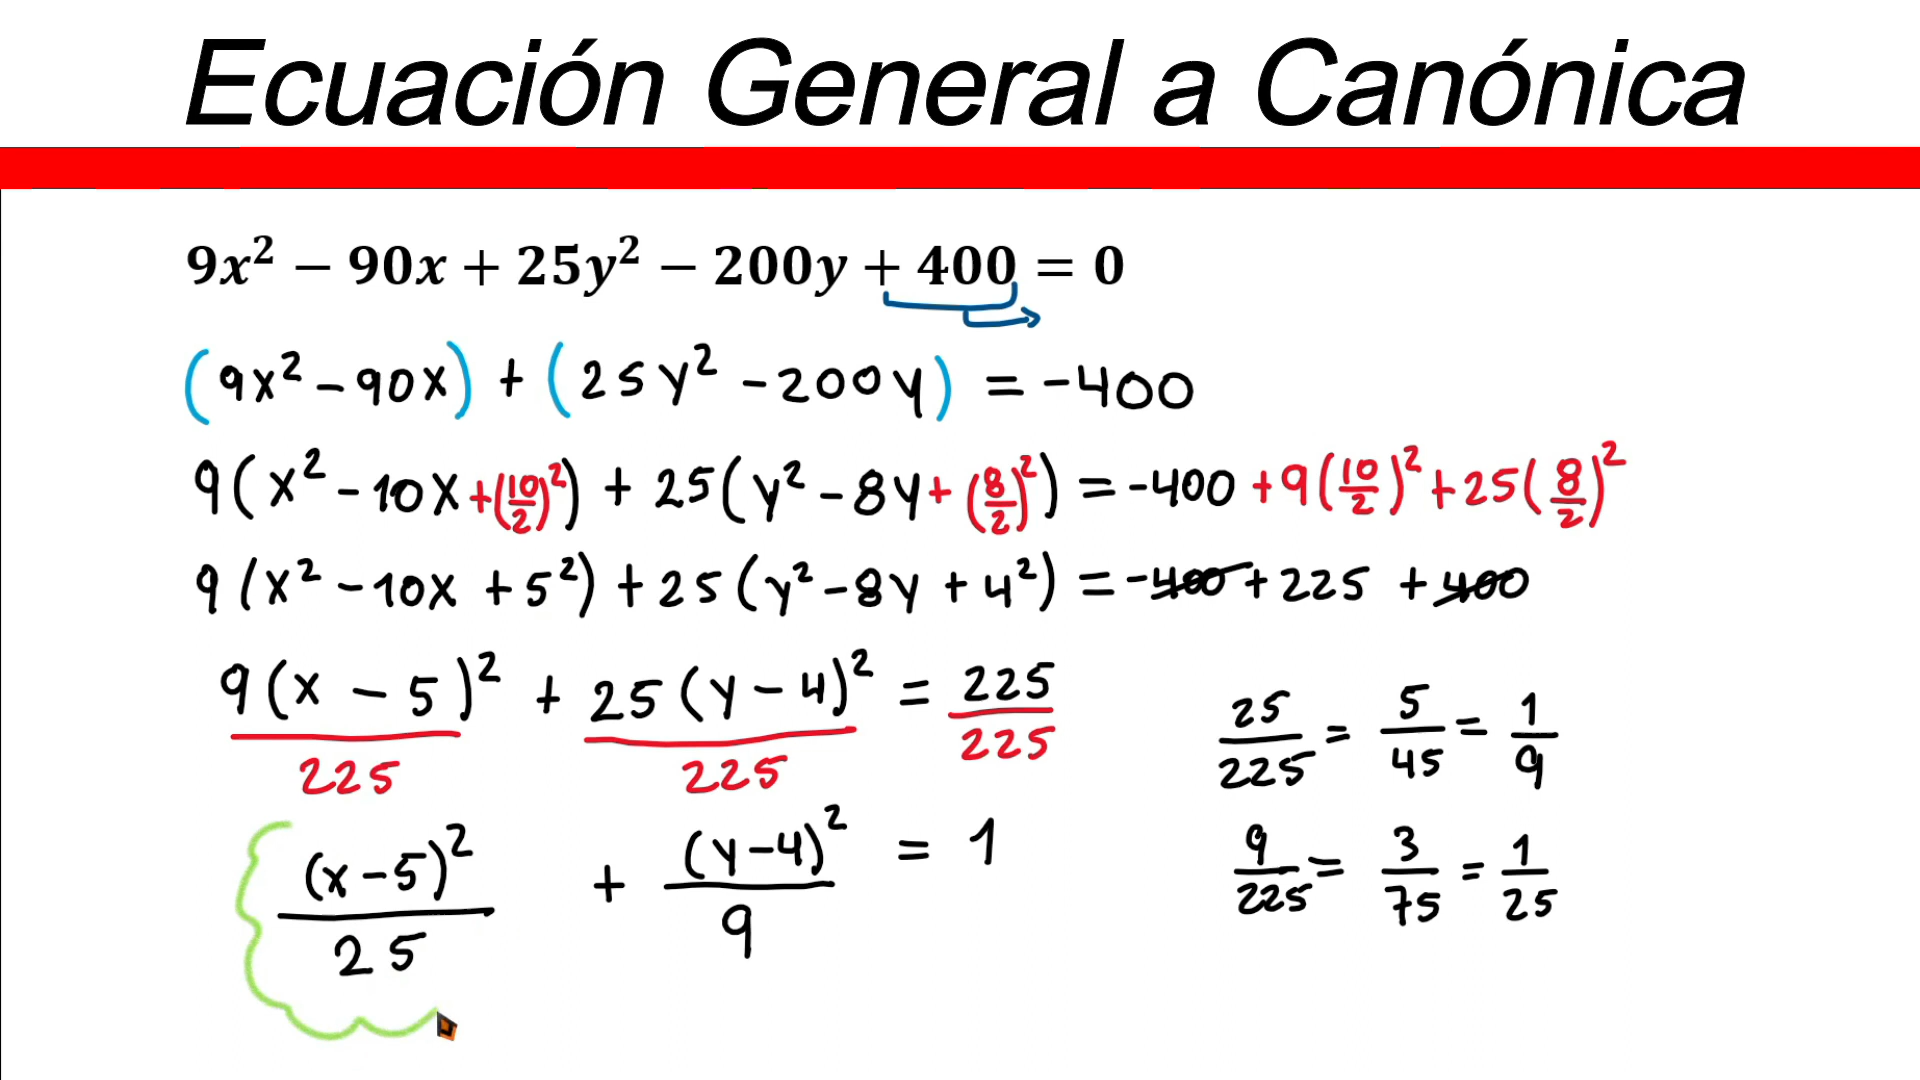 Ecuación General a Canónica
9x² − 90x + 25y² − 200y + 400 = 0
(9x² − 90x) + (25y² − 200y) = −400
9(x² − 10x + (10/2)²) + 25(y² − 8y + (8/2)²) = −400 + 9(10/2)² + 25(8/2)²
9(x² − 10x + 5²) + 25(y² − 8y + 4²) = −400 + 225 + 400
9(x − 5)²/225 + 25(y − 4)²/225 = 225/225
25/225 = 5/45 = 1/9
(x−5)²/25 + (y−4)²/9 = 1
9/225 = 3/75 = 1/25